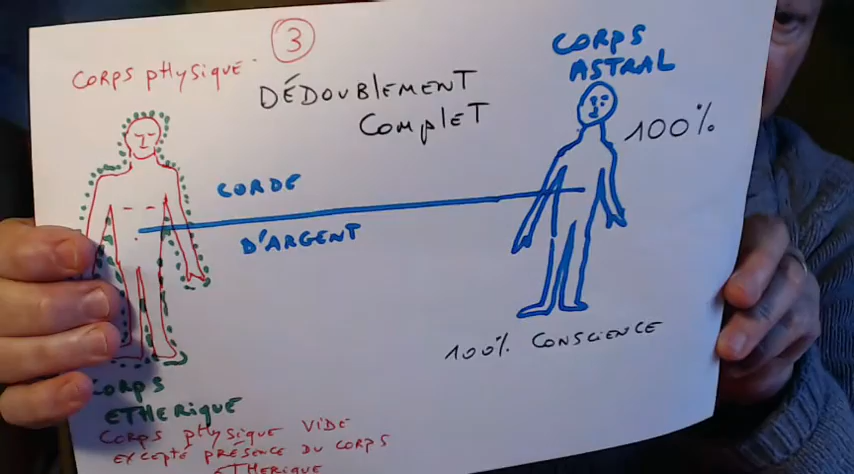 3
CORPS PHYSIQUE
DÉDOUBLEMENT
COMPLET
CORPS
ASTRAL
100%
CORDE
D'ARGENT
100% CONSCIENCE
CORPS
ETHERIQUE
CORPS PHYSIQUE VIDE
EXCEPTÉ PRÉSENCE DU CORPS
ETHERIQUE